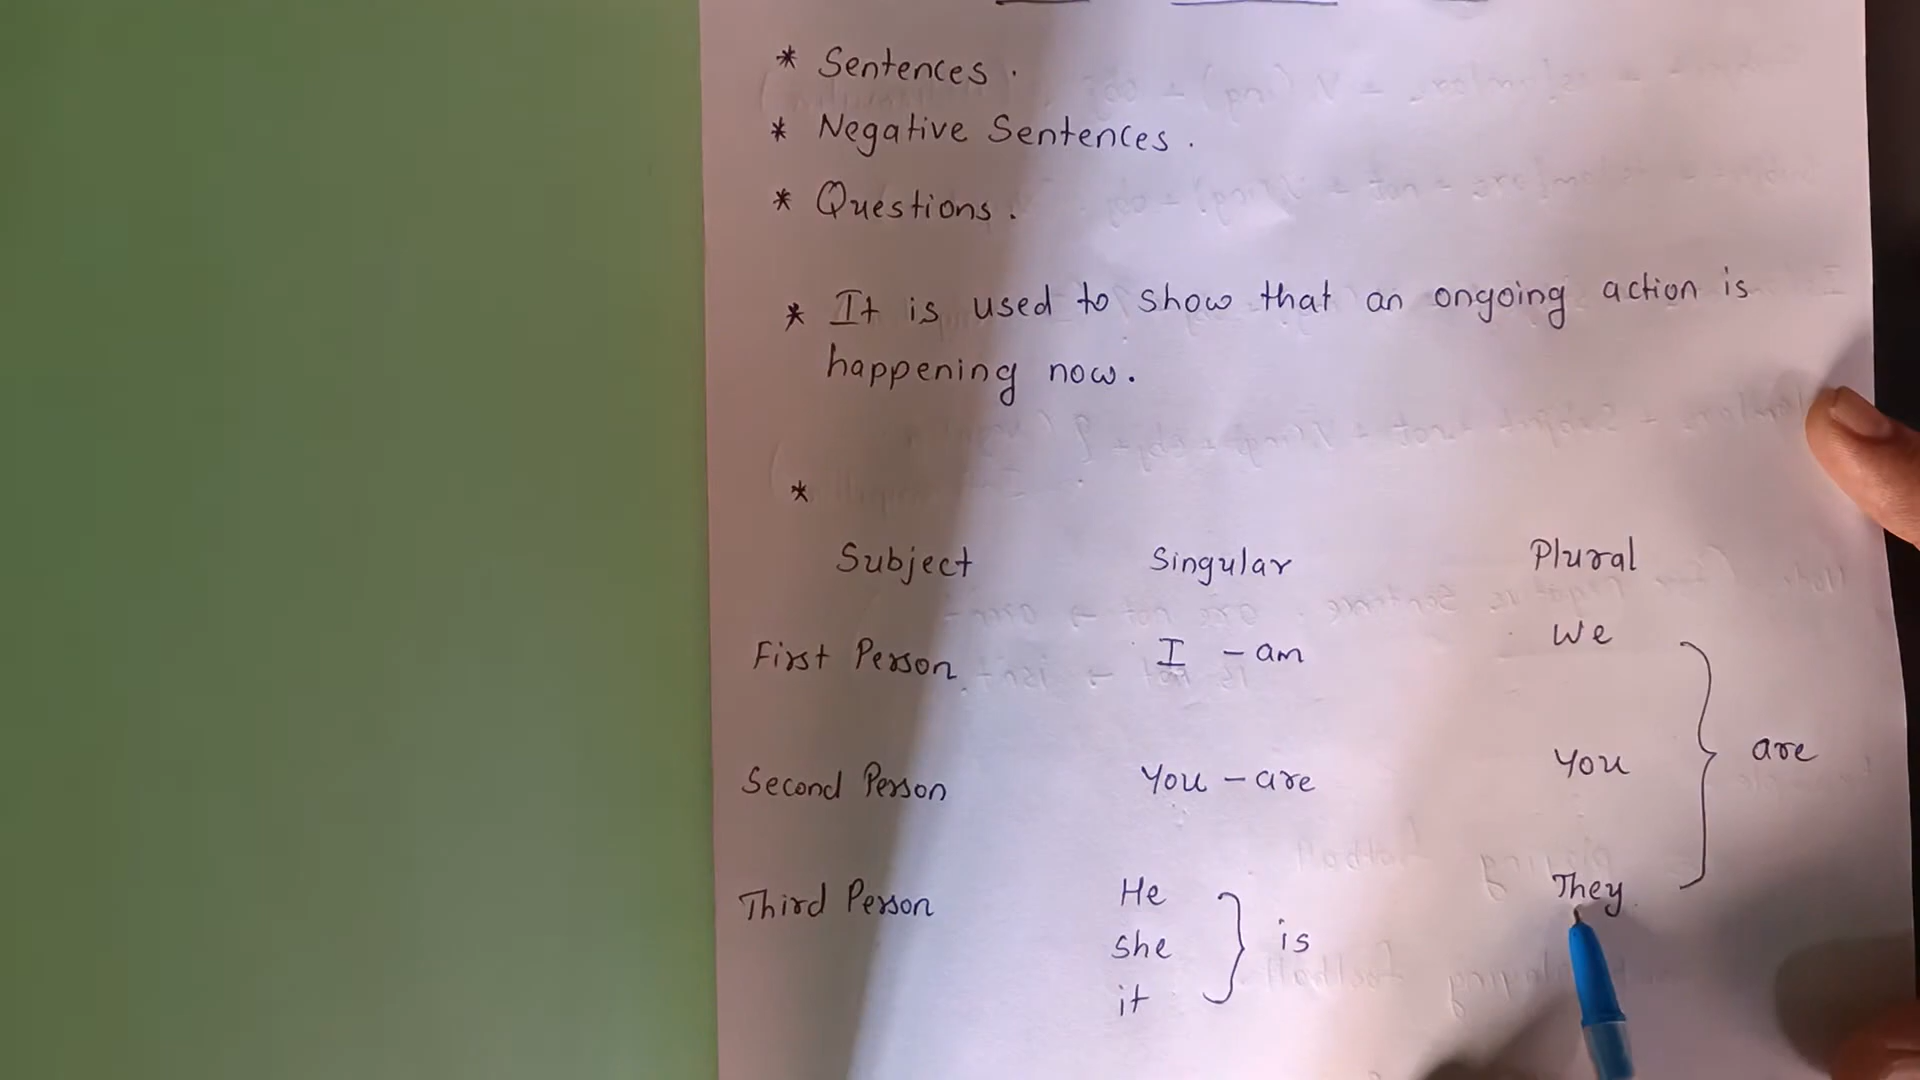 * Sentences.
* Negative Sentences.
* Questions.
* It is used to show that an ongoing action is
happening now.
*
Subject Singular Plural
First Person I - am We
Second Person You - are You } are
Third Person He They
she } is
it